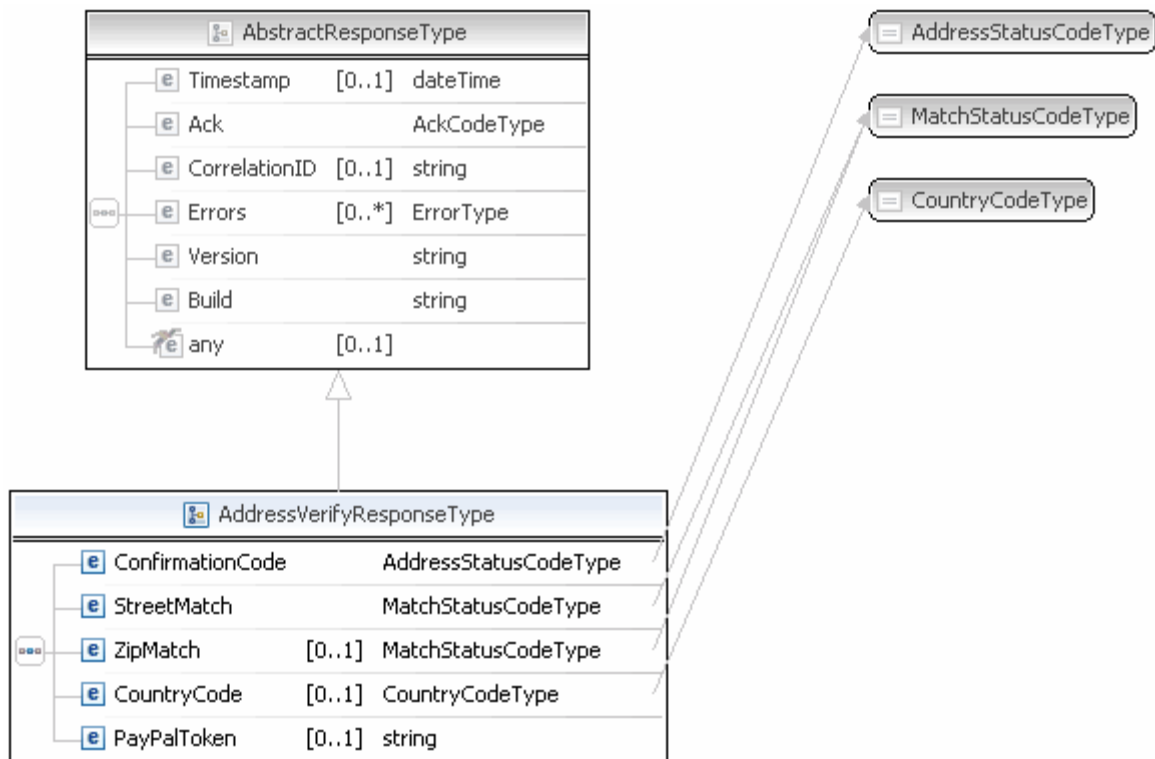 AbstractResponseType
e Timestamp [0..1] dateTime
e Ack AckCodeType
e CorrelationID [0..1] string
e Errors [0..*] ErrorType
e Version string
e Build string
e any [0..1]
AddressStatusCodeType
MatchStatusCodeType
CountryCodeType
AddressVerifyResponseType
e ConfirmationCode AddressStatusCodeType
e StreetMatch MatchStatusCodeType
e ZipMatch [0..1] MatchStatusCodeType
e CountryCode [0..1] CountryCodeType
e PayPalToken [0..1] string